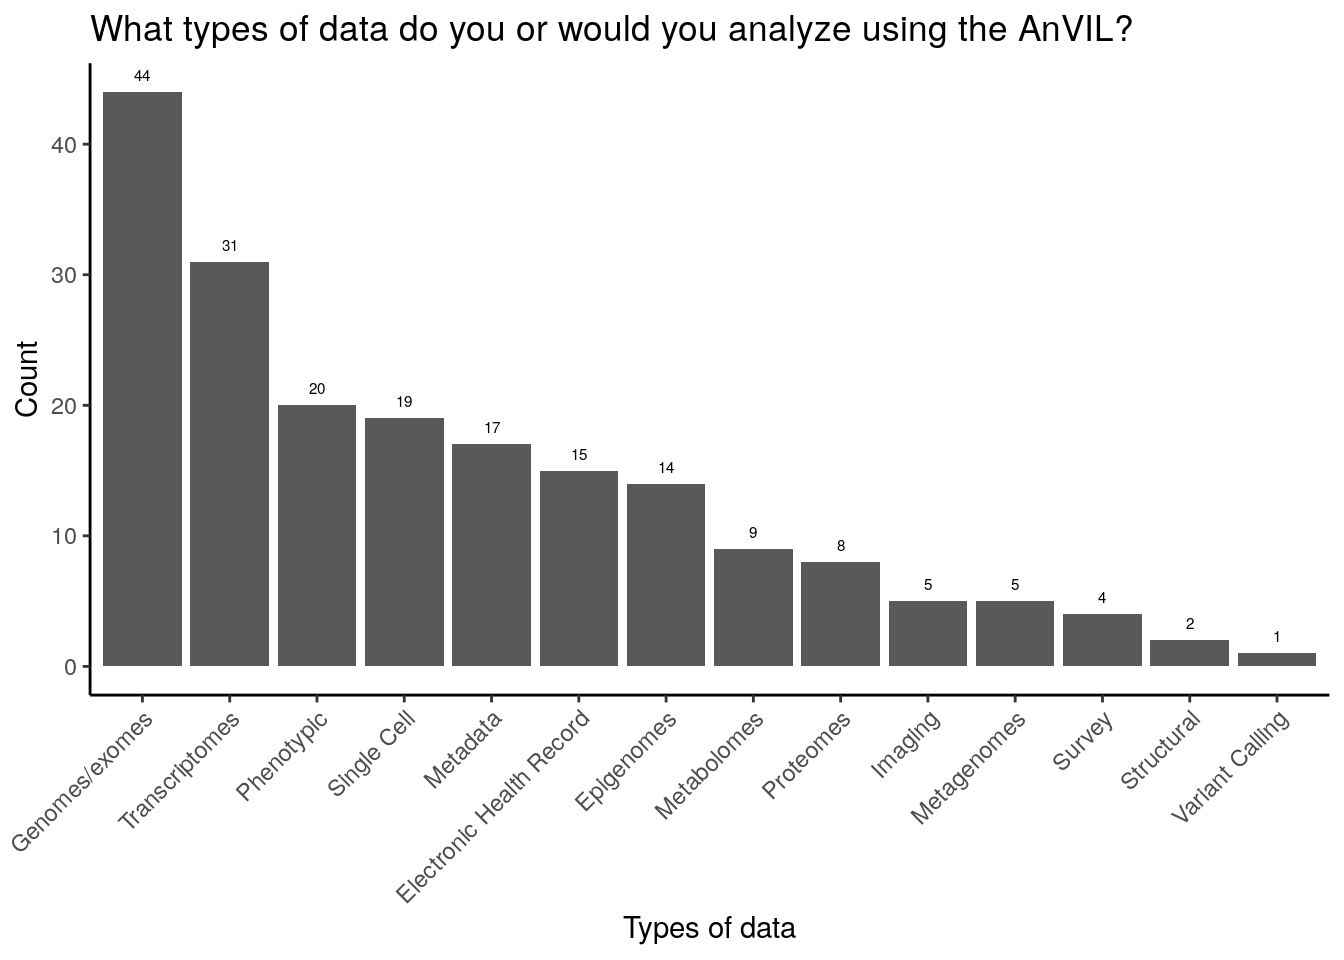 What types of data do you or would you analyze using the AnVIL?
44
31
20
19
17
15
14
9
8
5
5
4
2
1
Count
40
30
20
10
0
Genomes/exomes
Transcriptomes
Phenotypic
Single Cell
Metadata
Electronic Health Record
Epigenomes
Metabolomes
Proteomes
Imaging
Metagenomes
Survey
Structural
Variant Calling
Types of data